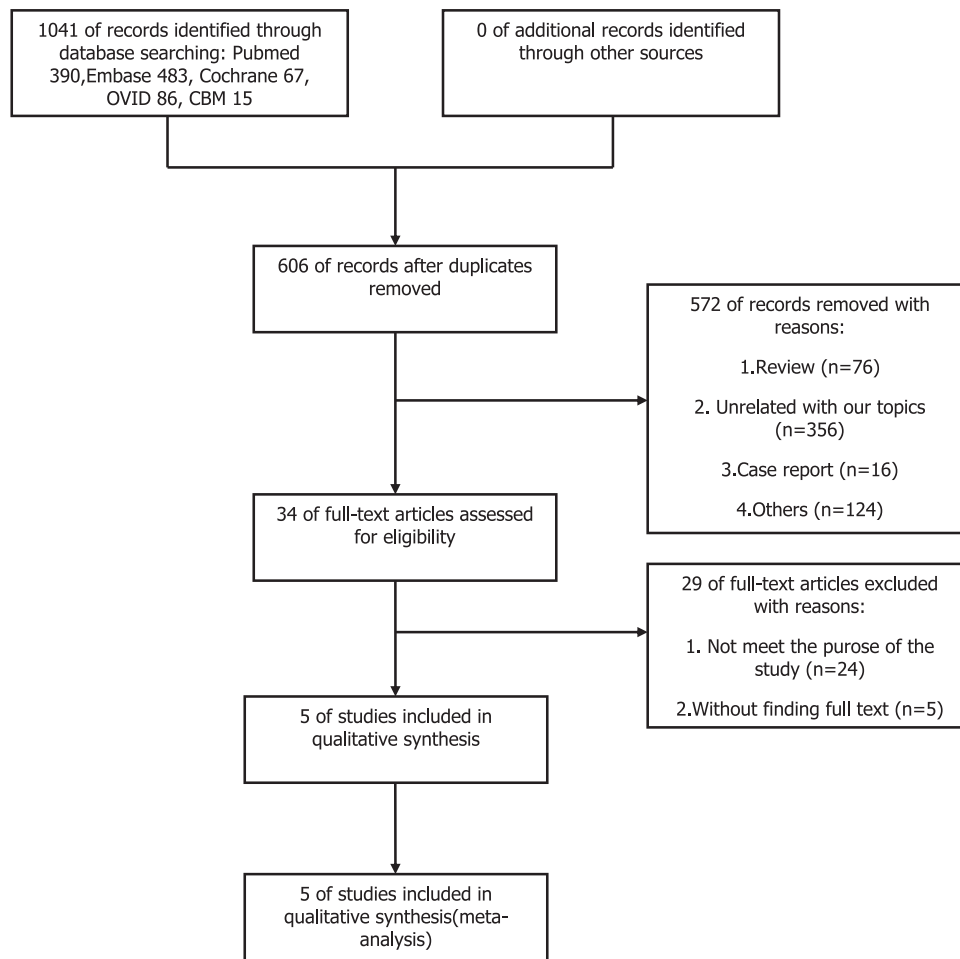 1041 of records identified through
database searching: Pubmed
390,Embase 483, Cochrane 67,
OVID 86, CBM 15
0 of additional records identified
through other sources
606 of records after duplicates
removed
572 of records removed with
reasons:
1.Review (n=76)
2. Unrelated with our topics
(n=356)
3.Case report (n=16)
4.Others (n=124)
34 of full-text articles assessed
for eligibility
29 of full-text articles excluded
with reasons:
1. Not meet the purose of the
study (n=24)
2.Without finding full text (n=5)
5 of studies included in
qualitative synthesis
5 of studies included in
qualitative synthesis(meta-
analysis)